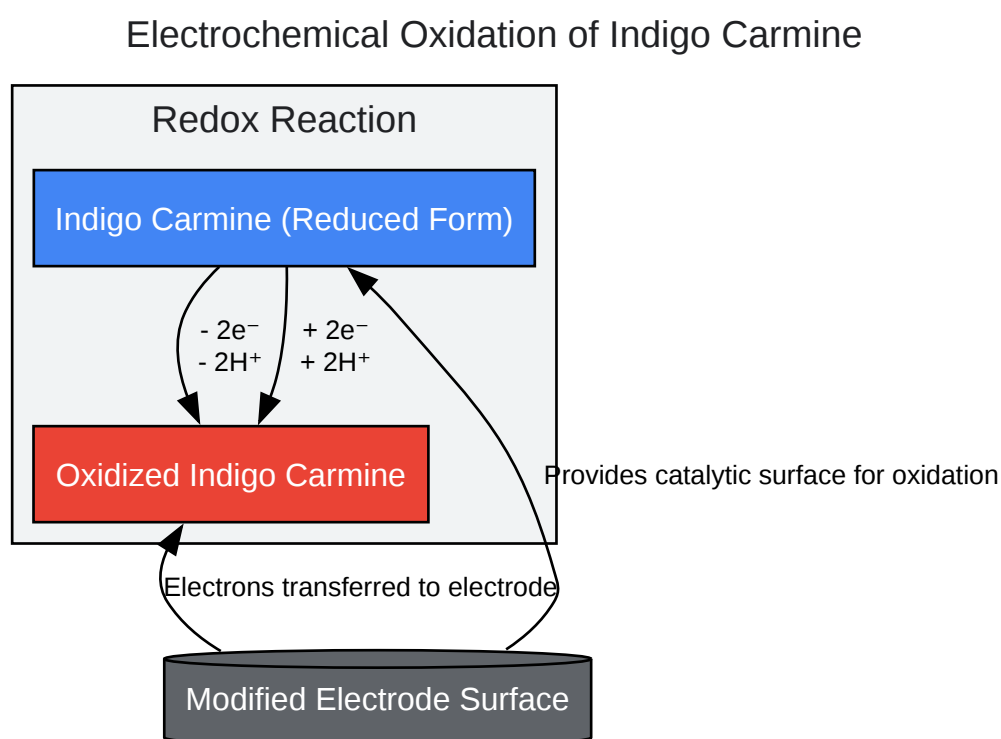 Electrochemical Oxidation of Indigo Carmine
Redox Reaction
Indigo Carmine (Reduced Form)
- 2e⁻
- 2H⁺
+ 2e⁻
+ 2H⁺
Oxidized Indigo Carmine
Provides catalytic surface for oxidation
Electrons transferred to electrode
Modified Electrode Surface